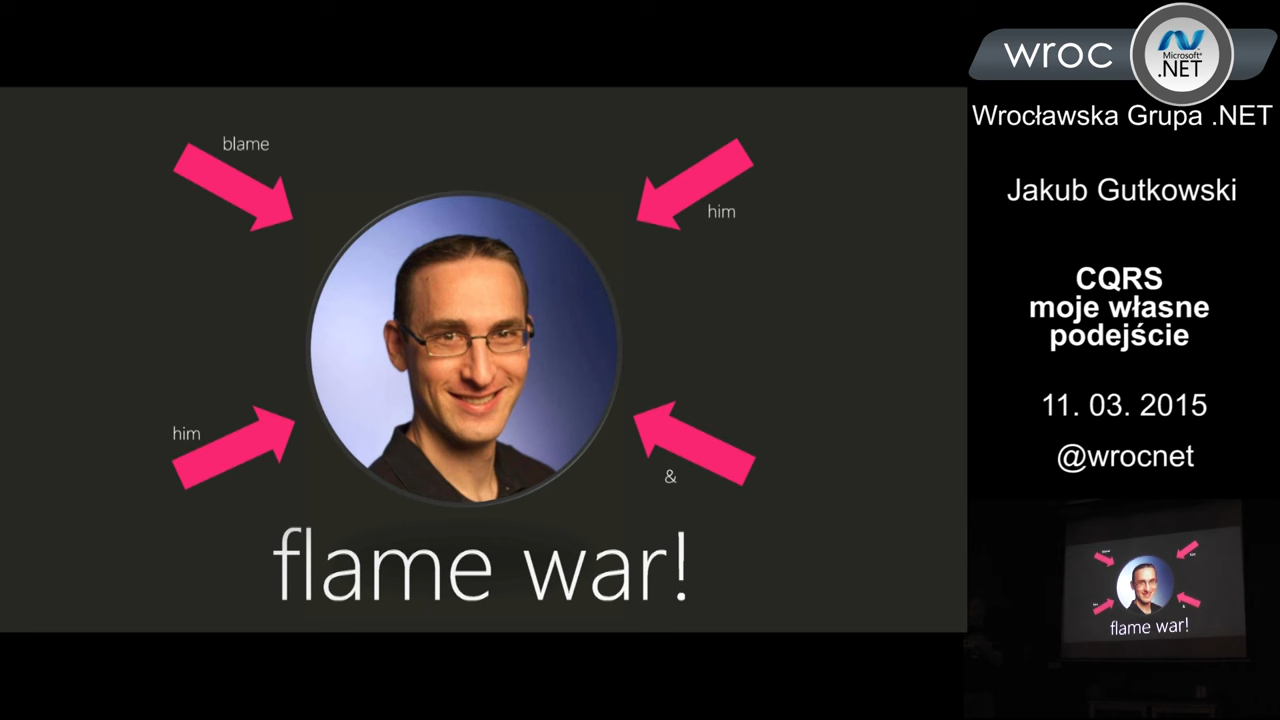 blame
him
him
&
flame war!
wroc
Microsoft®
.NET
Wrocławska Grupa .NET
Jakub Gutkowski
CQRS
moje własne
podejście
11. 03. 2015
@wrocnet
flame war!